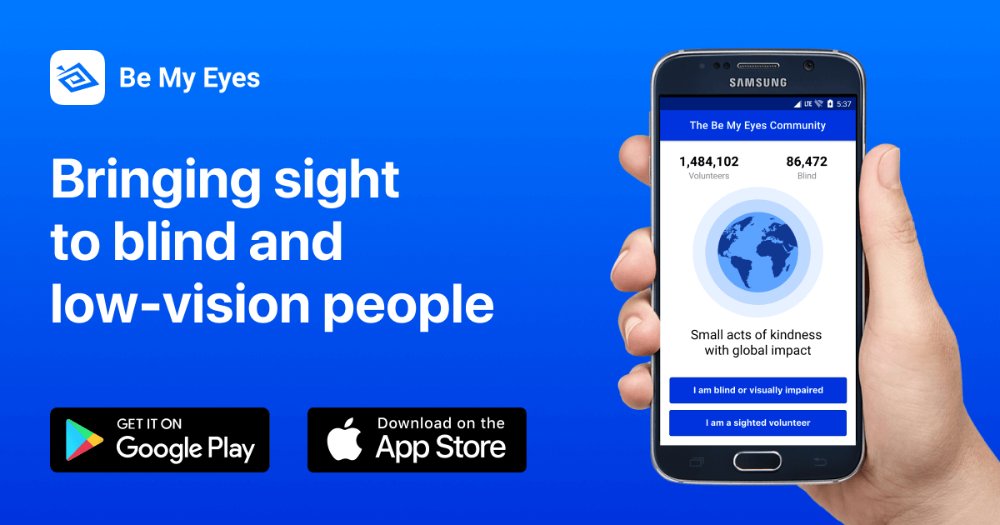 Be My Eyes
Bringing sight
to blind and
low-vision people
GET IT ON
Google Play
Download on the
App Store
SAMSUNG
LTE 5:37
The Be My Eyes Community
1,484,102 86,472
Volunteers Blind
Small acts of kindness
with global impact
I am blind or visually impaired
I am a sighted volunteer